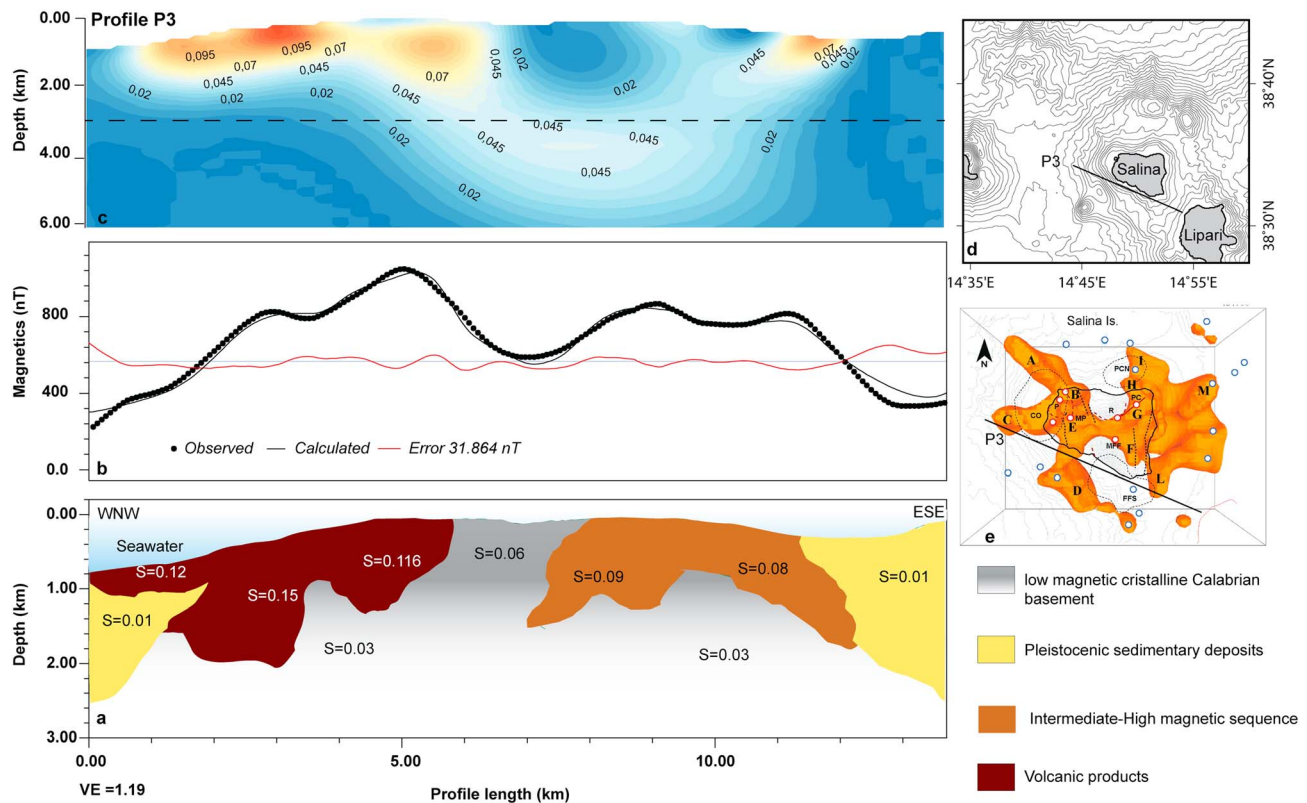 Profile P3
0.00
2.00
4.00
6.00
Depth (km)
0,095
0,095
0,07
0,07
0,045
0,045
0,02
0,02
0,02
0,07
0,045
0,045
0,02
0,02
0,045
0,045
0,045
0,045
0,02
0,02
0,02
0,045
0,07
0,045
0,02
c
800
400
0.0
Magnetics (nT)
Observed
Calculated
Error 31.864 nT
b
0.00
1.00
2.00
3.00
Depth (km)
WNW
ESE
Seawater
S=0.12
S=0.116
S=0.06
S=0.09
S=0.08
S=0.01
S=0.01
S=0.15
S=0.03
S=0.03
a
0.00
5.00
10.00
VE =1.19
Profile length (km)
P3
Salina
Lipari
d
38°40'N
38°30'N
14°35'E
14°45'E
14°55'E
Salina Is.
N
A
PCN
I
H
B
P
PC
M
C
CO
MP
R
G
E
P3
MFF
F
D
L
FFS
e
low magnetic cristalline Calabrian
basement
Pleistocenic sedimentary deposits
Intermediate-High magnetic sequence
Volcanic products